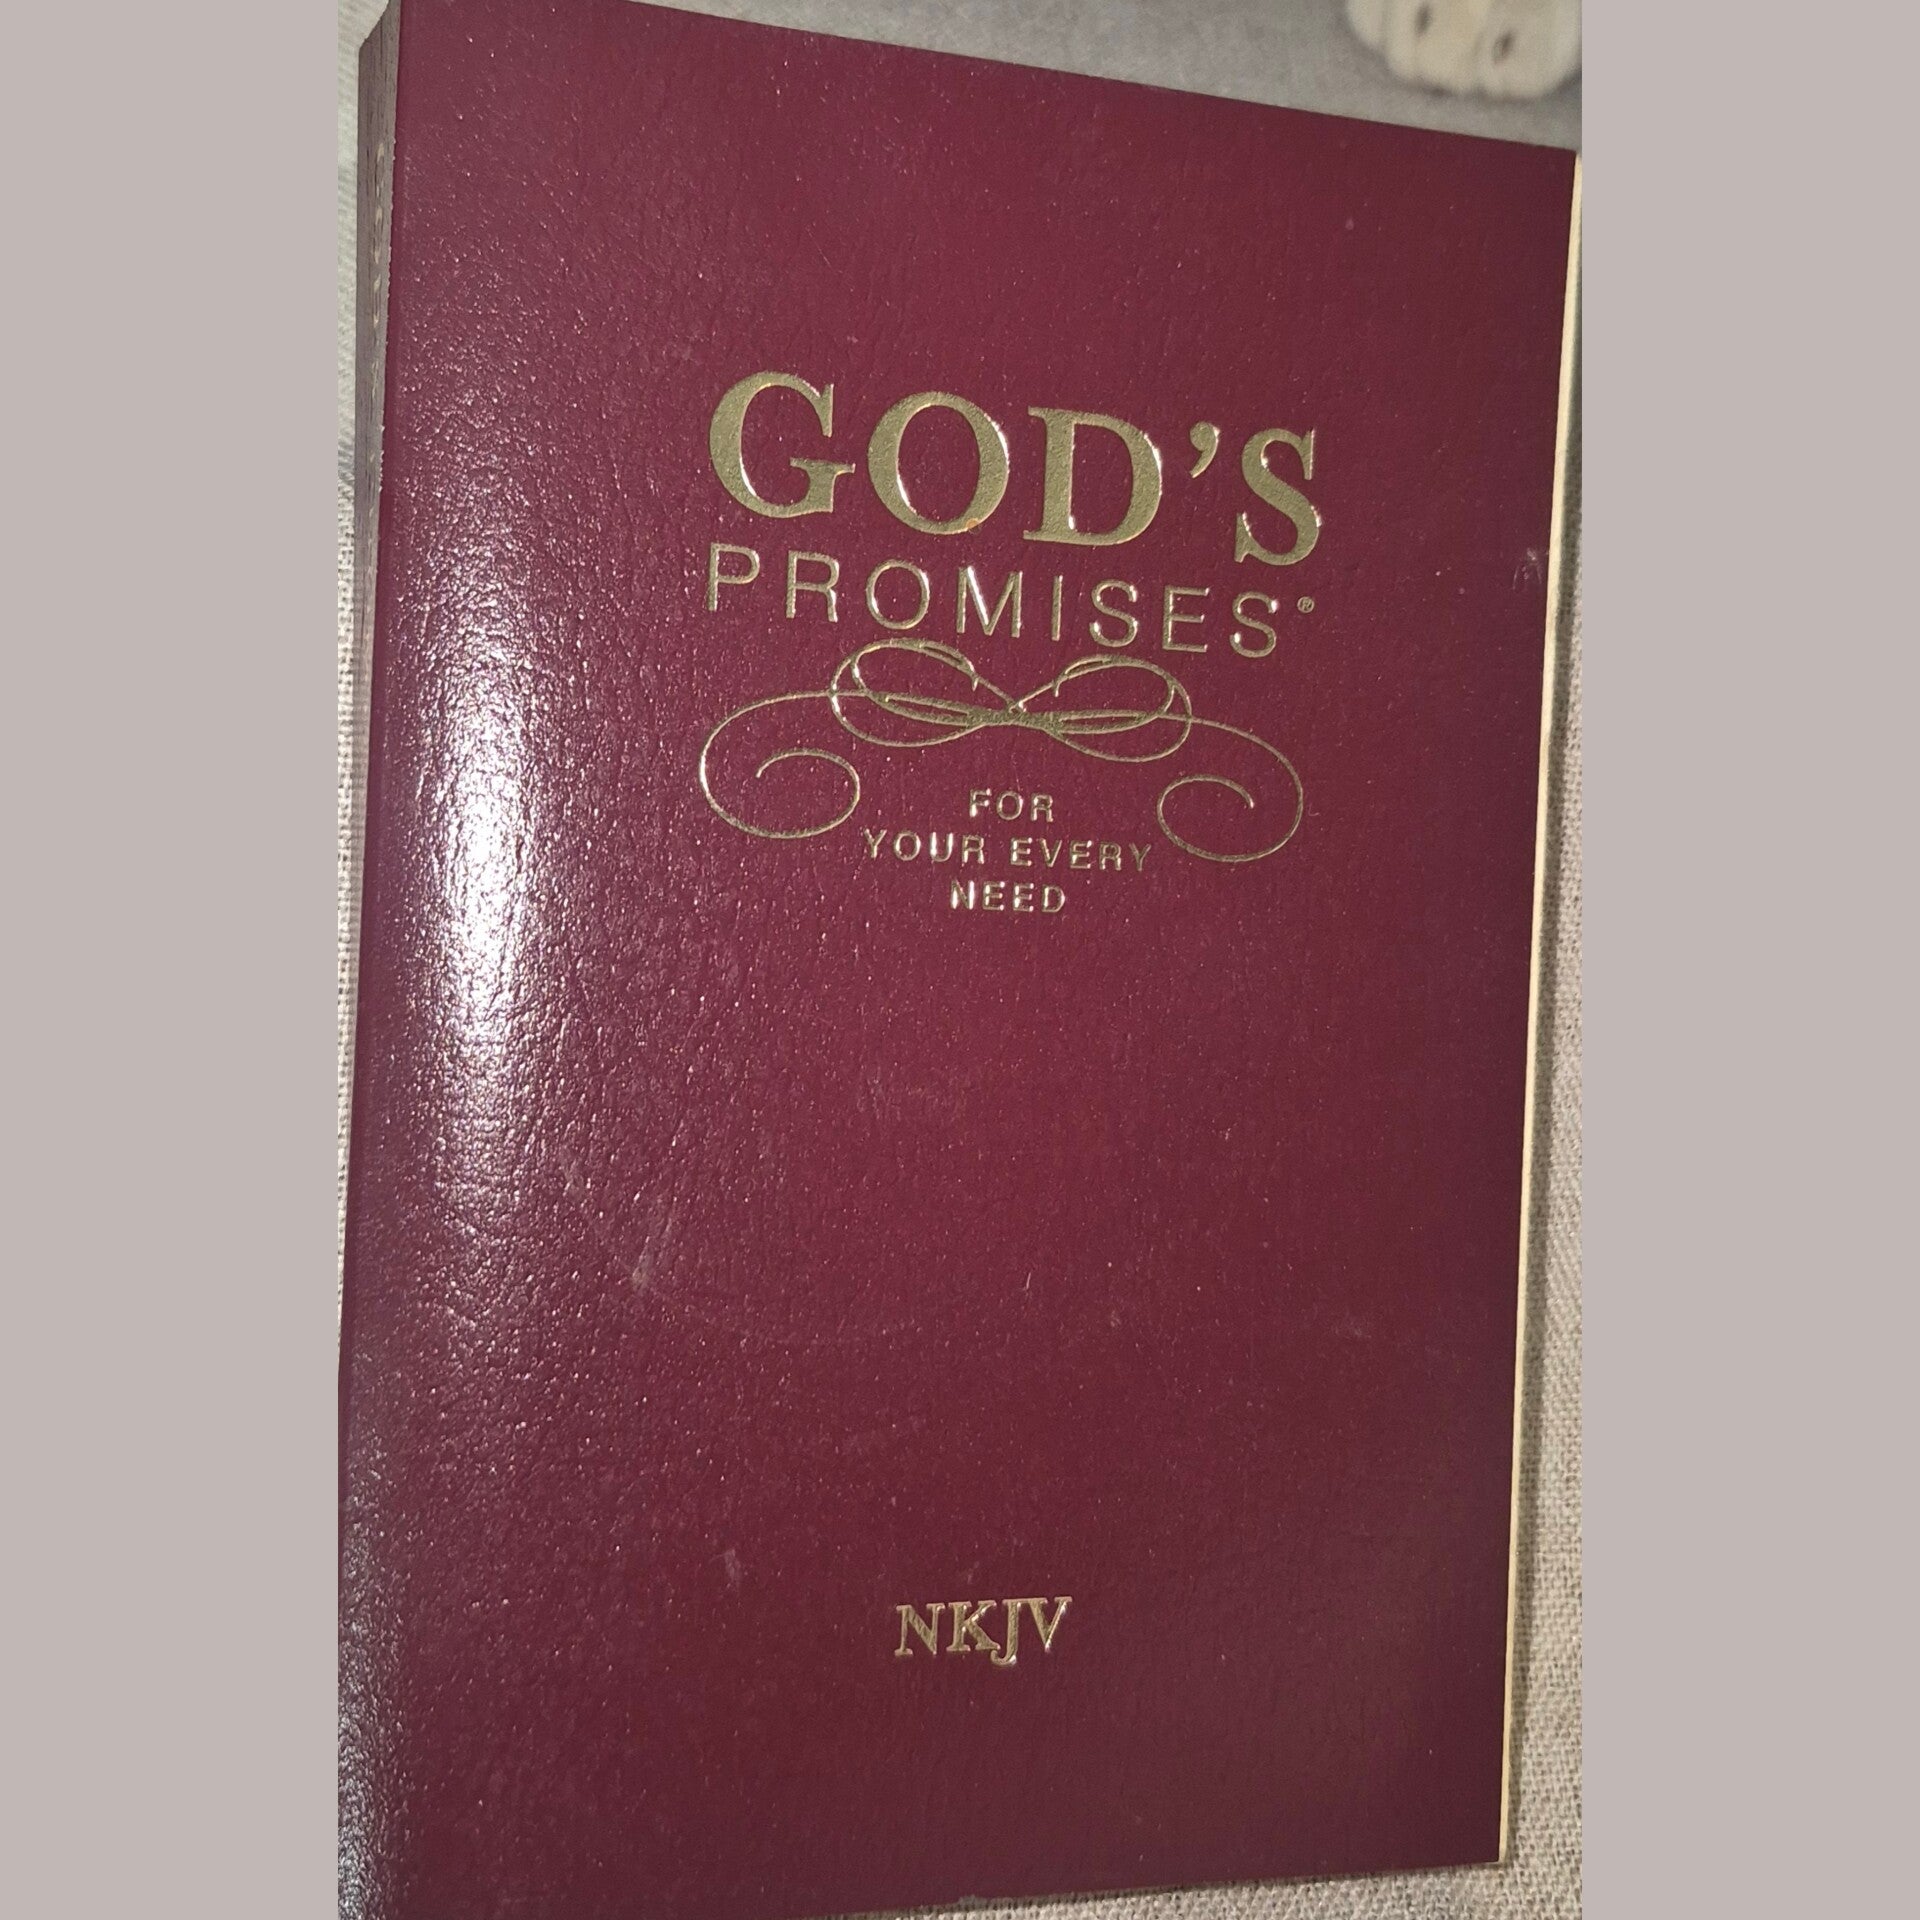 GOD'S
PROMISES®
FOR
YOUR EVERY
NEED
NKJV